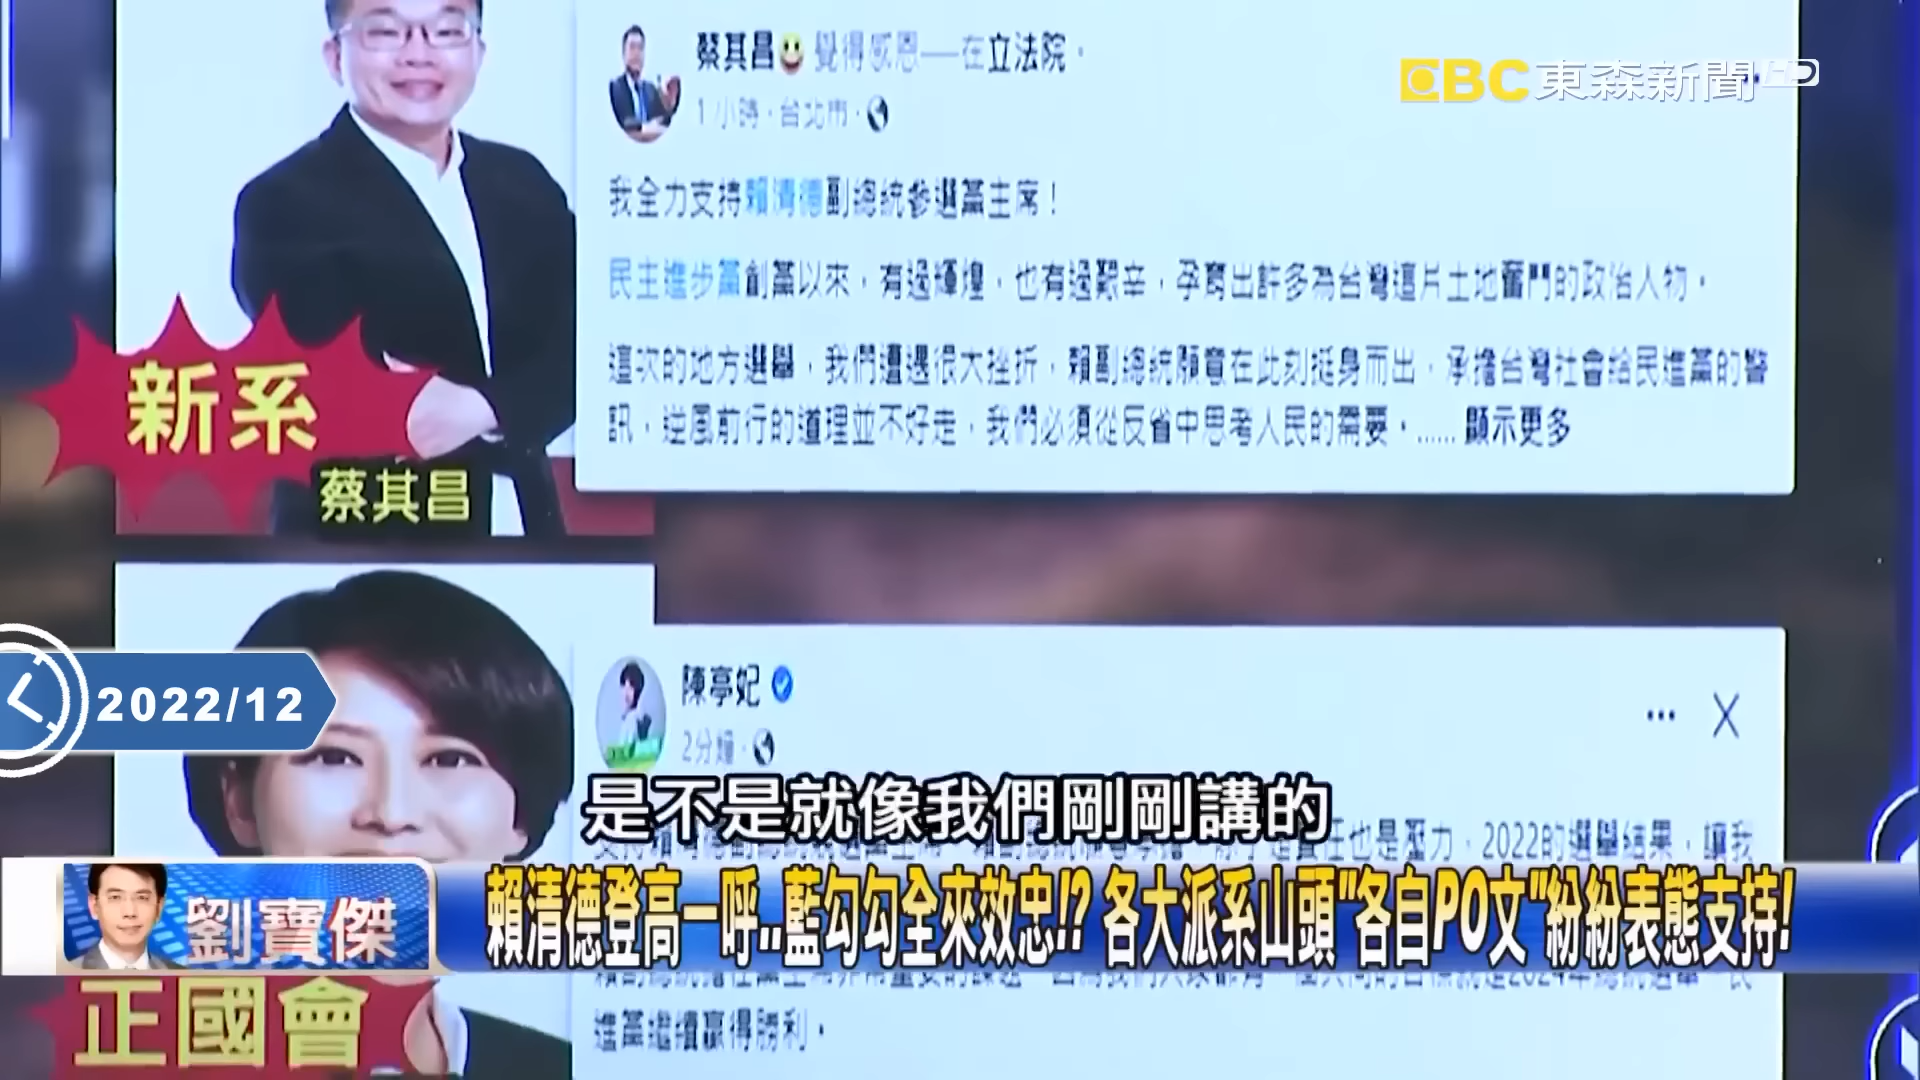 蔡其昌 覺得感恩——在立法院。
EBC東森新聞HD
1小時·台北市·
我全力支持賴清德副總統參選黨主席！
民主進步黨創黨以來，有過輝煌，也有過艱辛，孕育出許多為台灣這片土地奮鬥的政治人物。
這次的地方選舉，我們遭遇很大挫折，賴副總統願意在此刻挺身而出，承擔台灣社會給民進黨的警
訊，逆風前行的道理並不好走，我們必須從反省中思考人民的需要。…… 顯示更多
新系
蔡其昌
陳亭妃
2分鐘·
2022/12
是不是就像我們剛剛講的
也是壓力，2022的選舉結果，讓我
劉寶傑
賴清德登高一呼..藍勾勾全來效忠!? 各大派系山頭"各自PO文"紛紛表態支持!
進黨繼續贏得勝利。
正國會